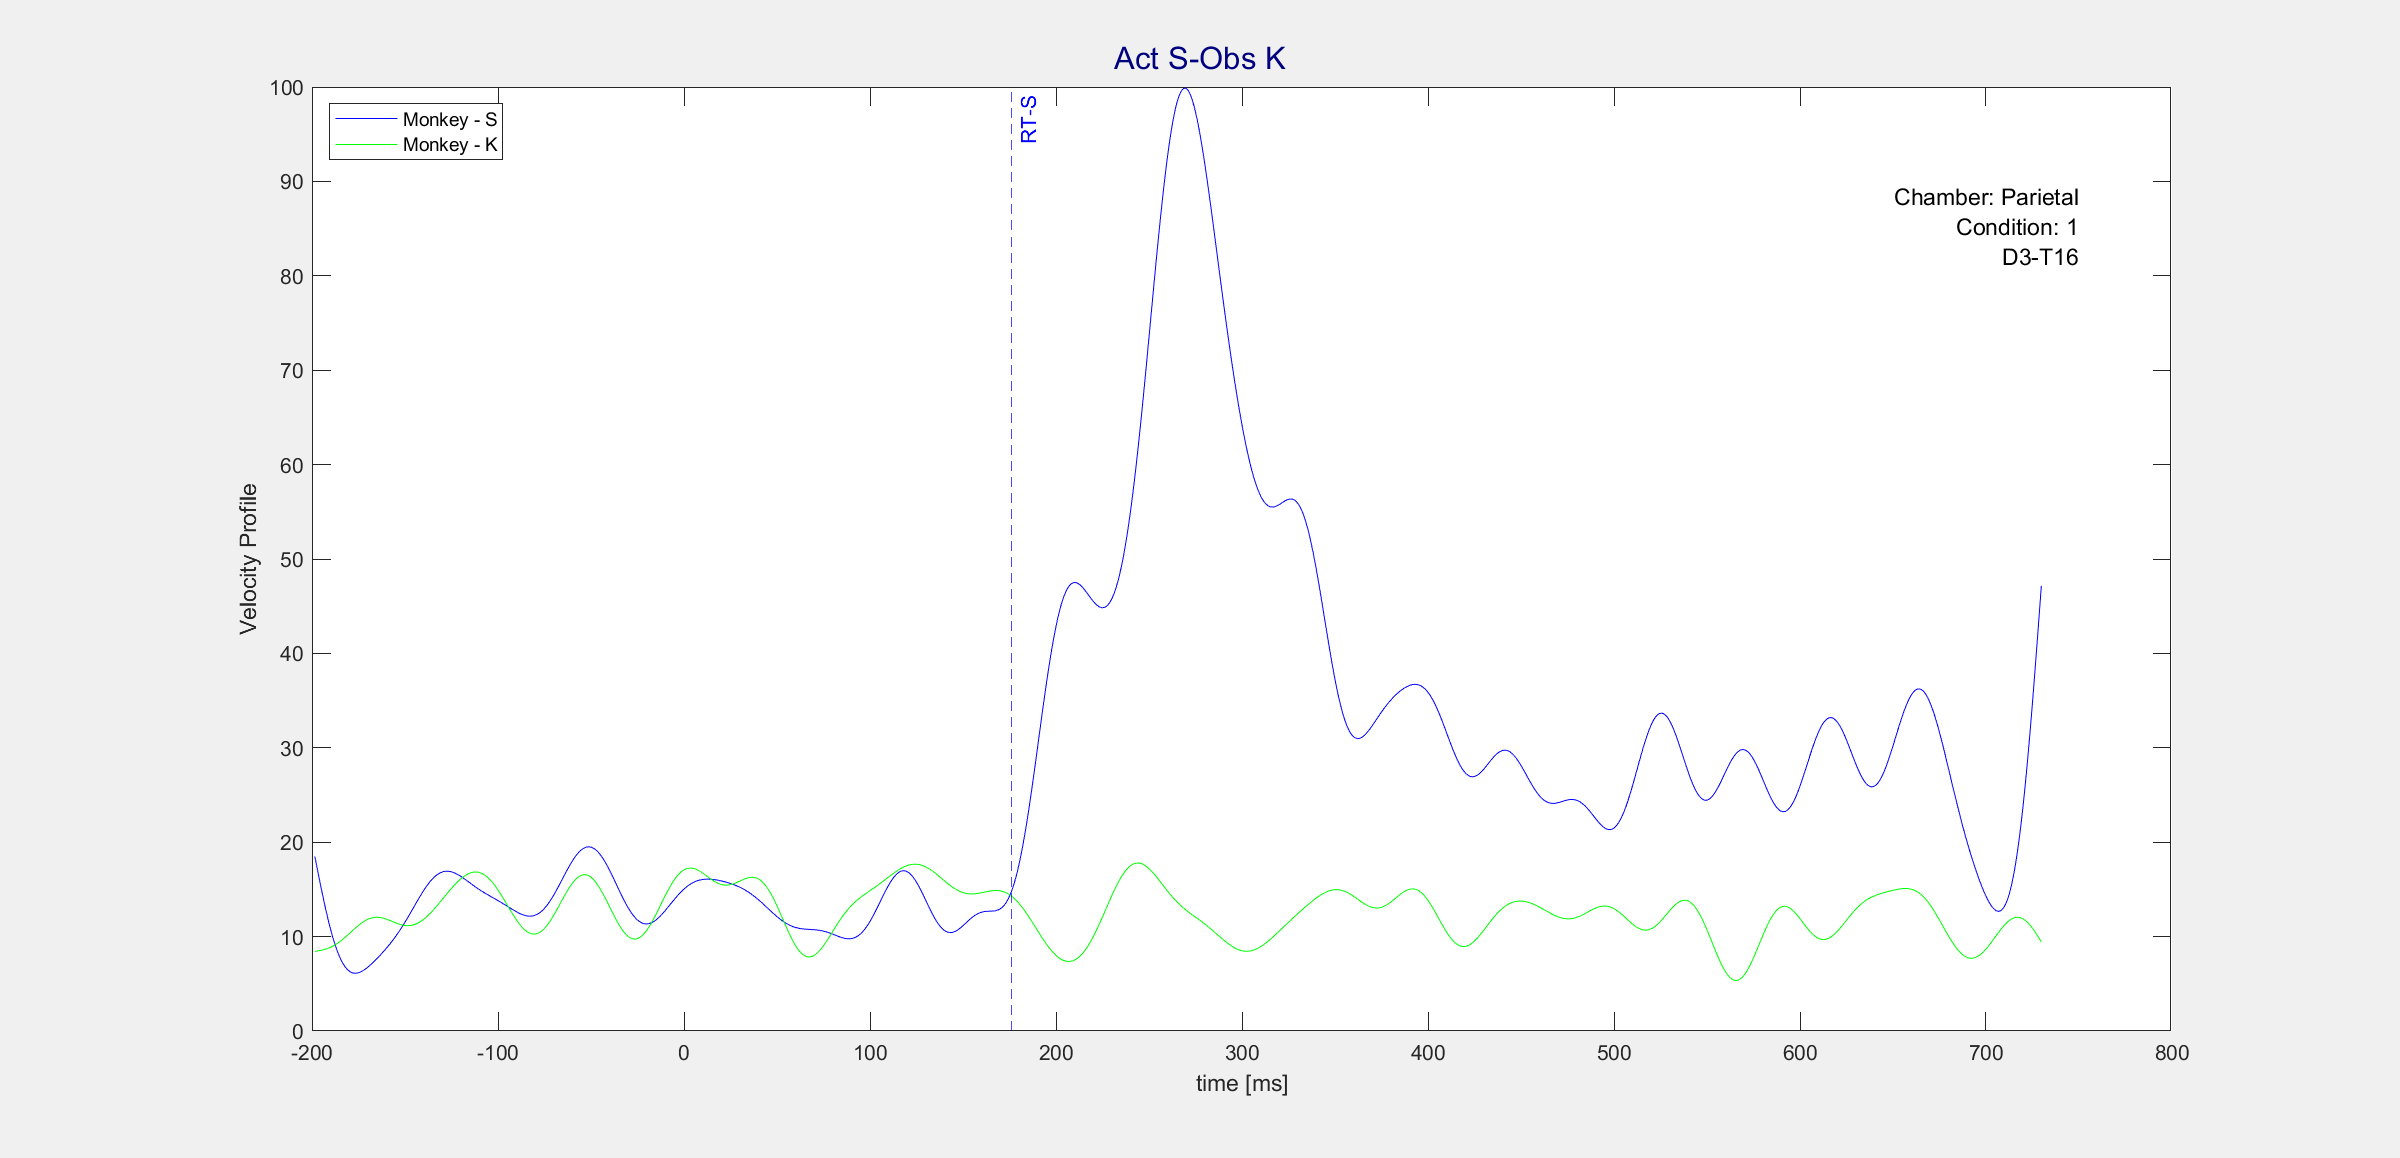 Act S-Obs K
Monkey - S
Monkey - K
RT-S
Chamber: Parietal
Condition: 1
D3-T16
Velocity Profile
100
90
80
70
60
50
40
30
20
10
0
-200 -100 0 100 200 300 400 500 600 700 800
time [ms]